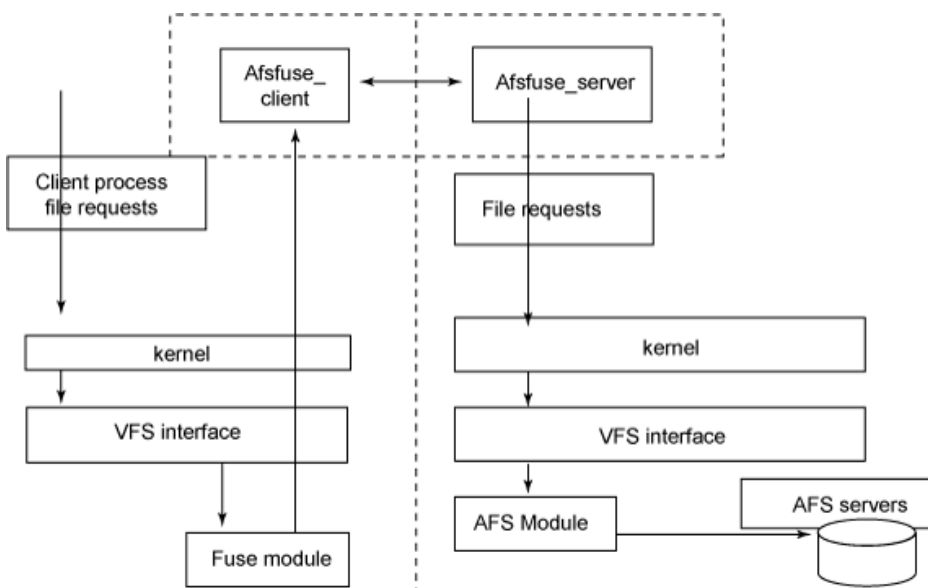 Afsfuse_
client
Afsfuse_server
Client process
file requests
File requests
kernel
kernel
VFS interface
VFS interface
AFS Module
AFS servers
Fuse module